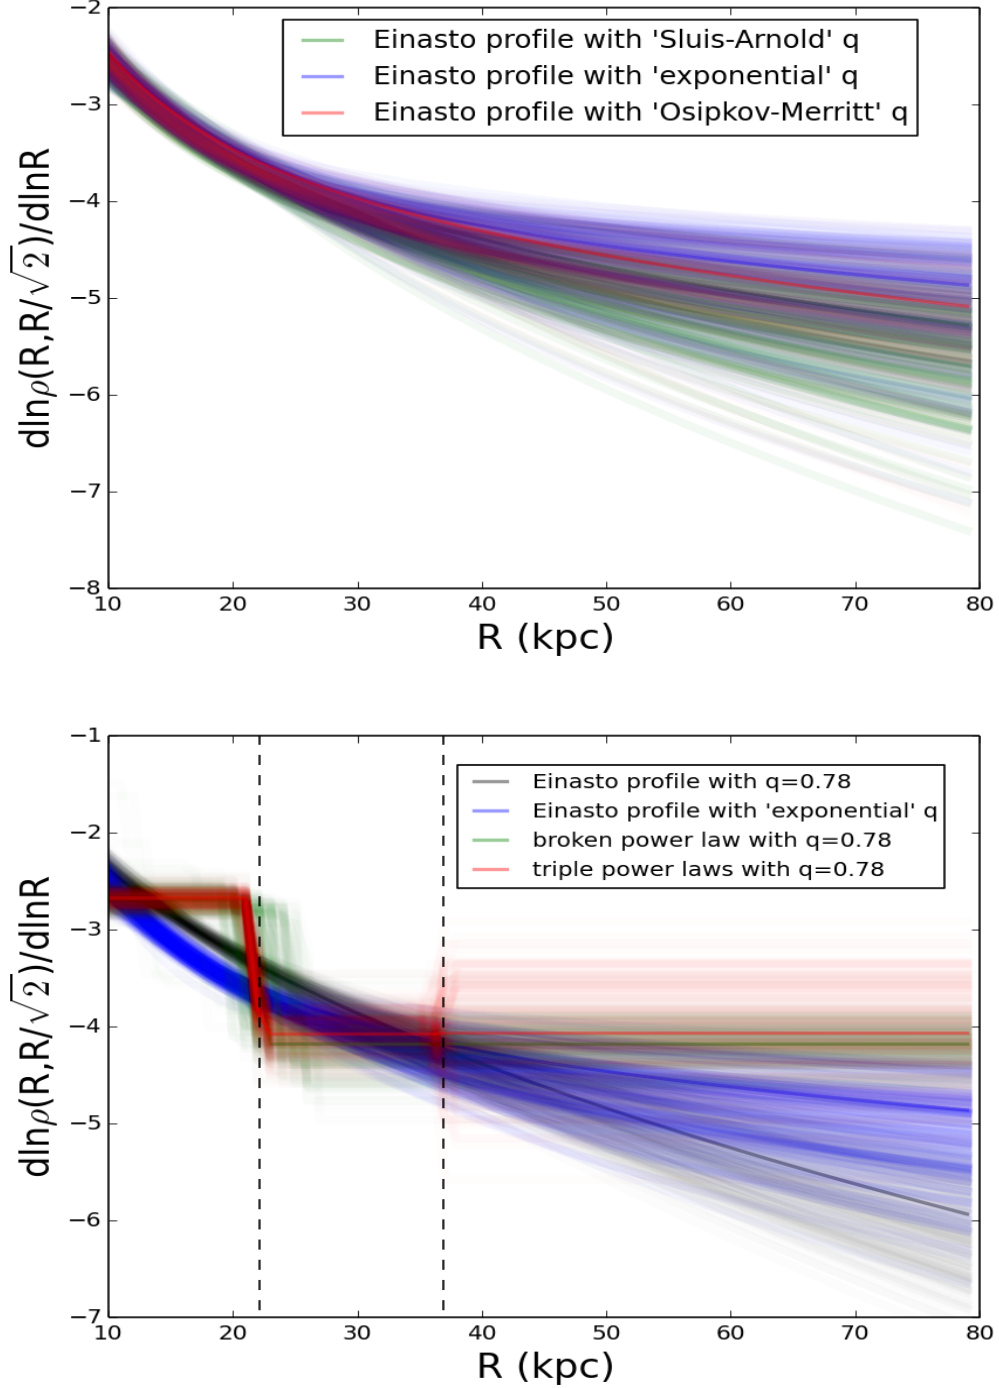 −2
−3
−4
−5
−6
−7
−8
10 20 30 40 50 60 70 80
R (kpc)
dlnρ(R,R/√2)/dlnR
Einasto profile with 'Sluis-Arnold' q
Einasto profile with 'exponential' q
Einasto profile with 'Osipkov-Merritt' q
−1
−2
−3
−4
−5
−6
−7
10 20 30 40 50 60 70 80
R (kpc)
dlnρ(R,R/√2)/dlnR
Einasto profile with q=0.78
Einasto profile with 'exponential' q
broken power law with q=0.78
triple power laws with q=0.78